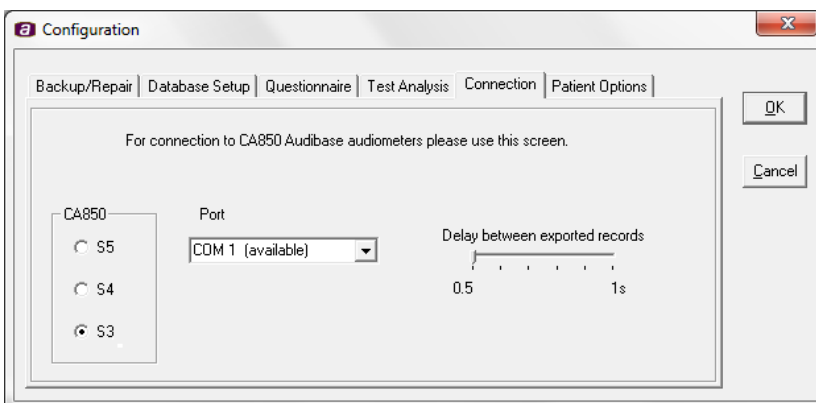 a Configuration
x
Backup/Repair Database Setup Questionnaire Test Analysis Connection Patient Options
OK
For connection to CA850 Audibase audiometers please use this screen.
Cancel
CA850 Port
S5 COM 1 (available) Delay between exported records
S4 0.5 1s
S3